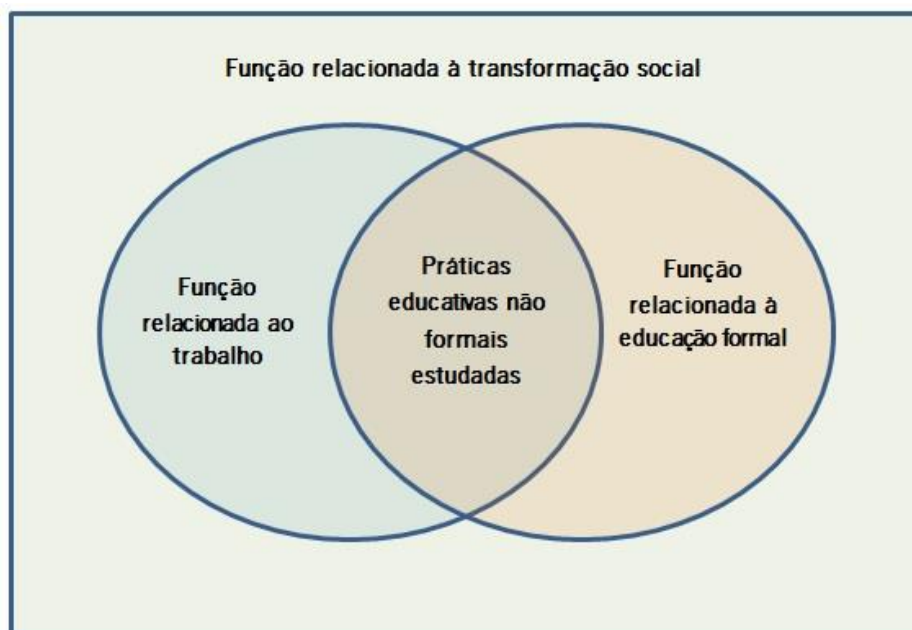 Função relacionada à transformação social
Função
relacionada ao
trabalho
Práticas
educativas não
formais
estudadas
Função
relacionada à
educação formal